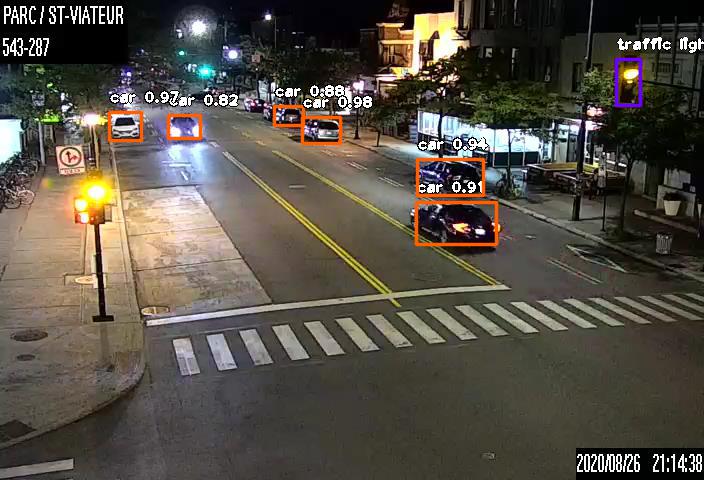 PARC / ST-VIATEUR
543-287
traffic ligh
car 0.97
car 0.82
car 0.88
car 0.98
car 0.94
car 0.91
2020/08/26 21:14:38